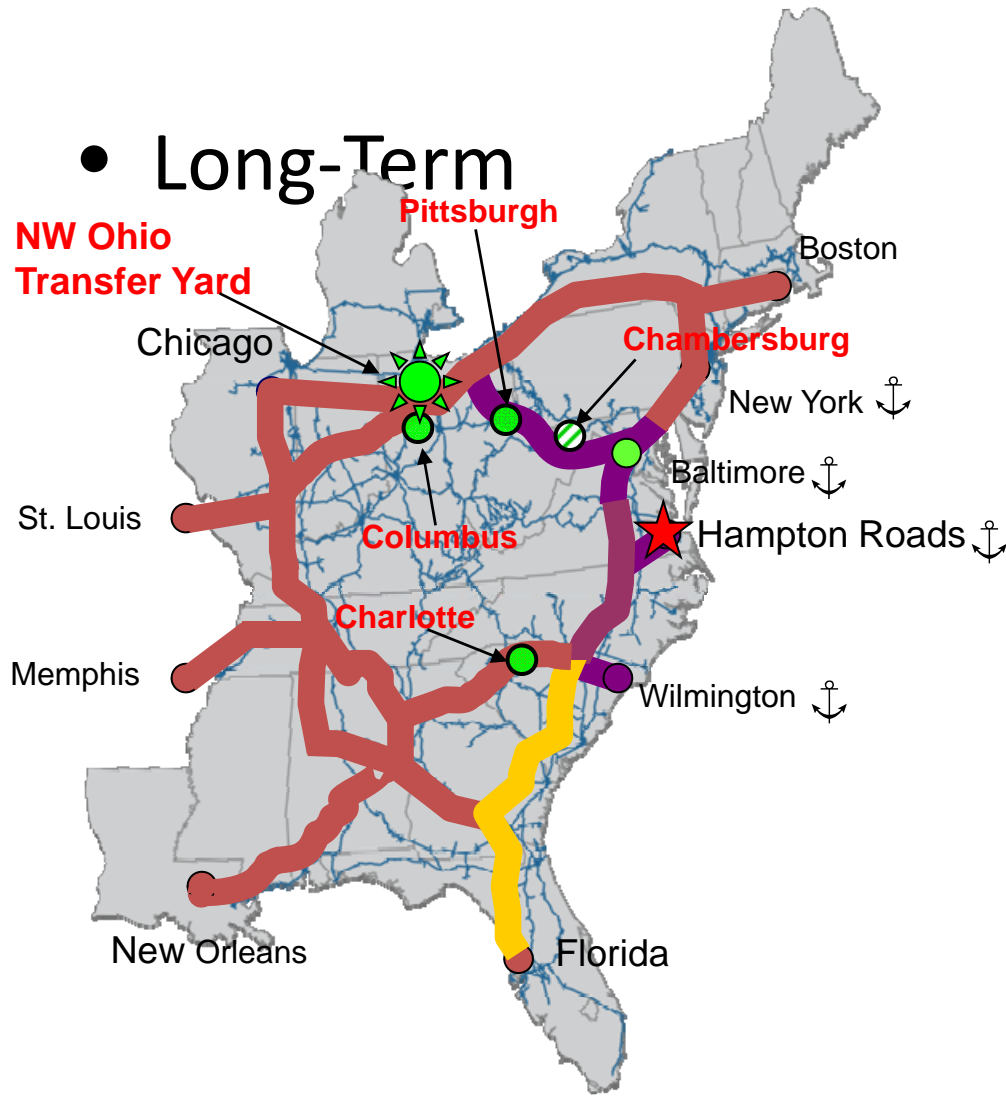 • Long-Term
Pittsburgh
NW Ohio
Transfer Yard
Boston
Chicago
Chambersburg
New York
Baltimore
St. Louis
Columbus
Hampton Roads
Charlotte
Memphis
Wilmington
New Orleans
Florida